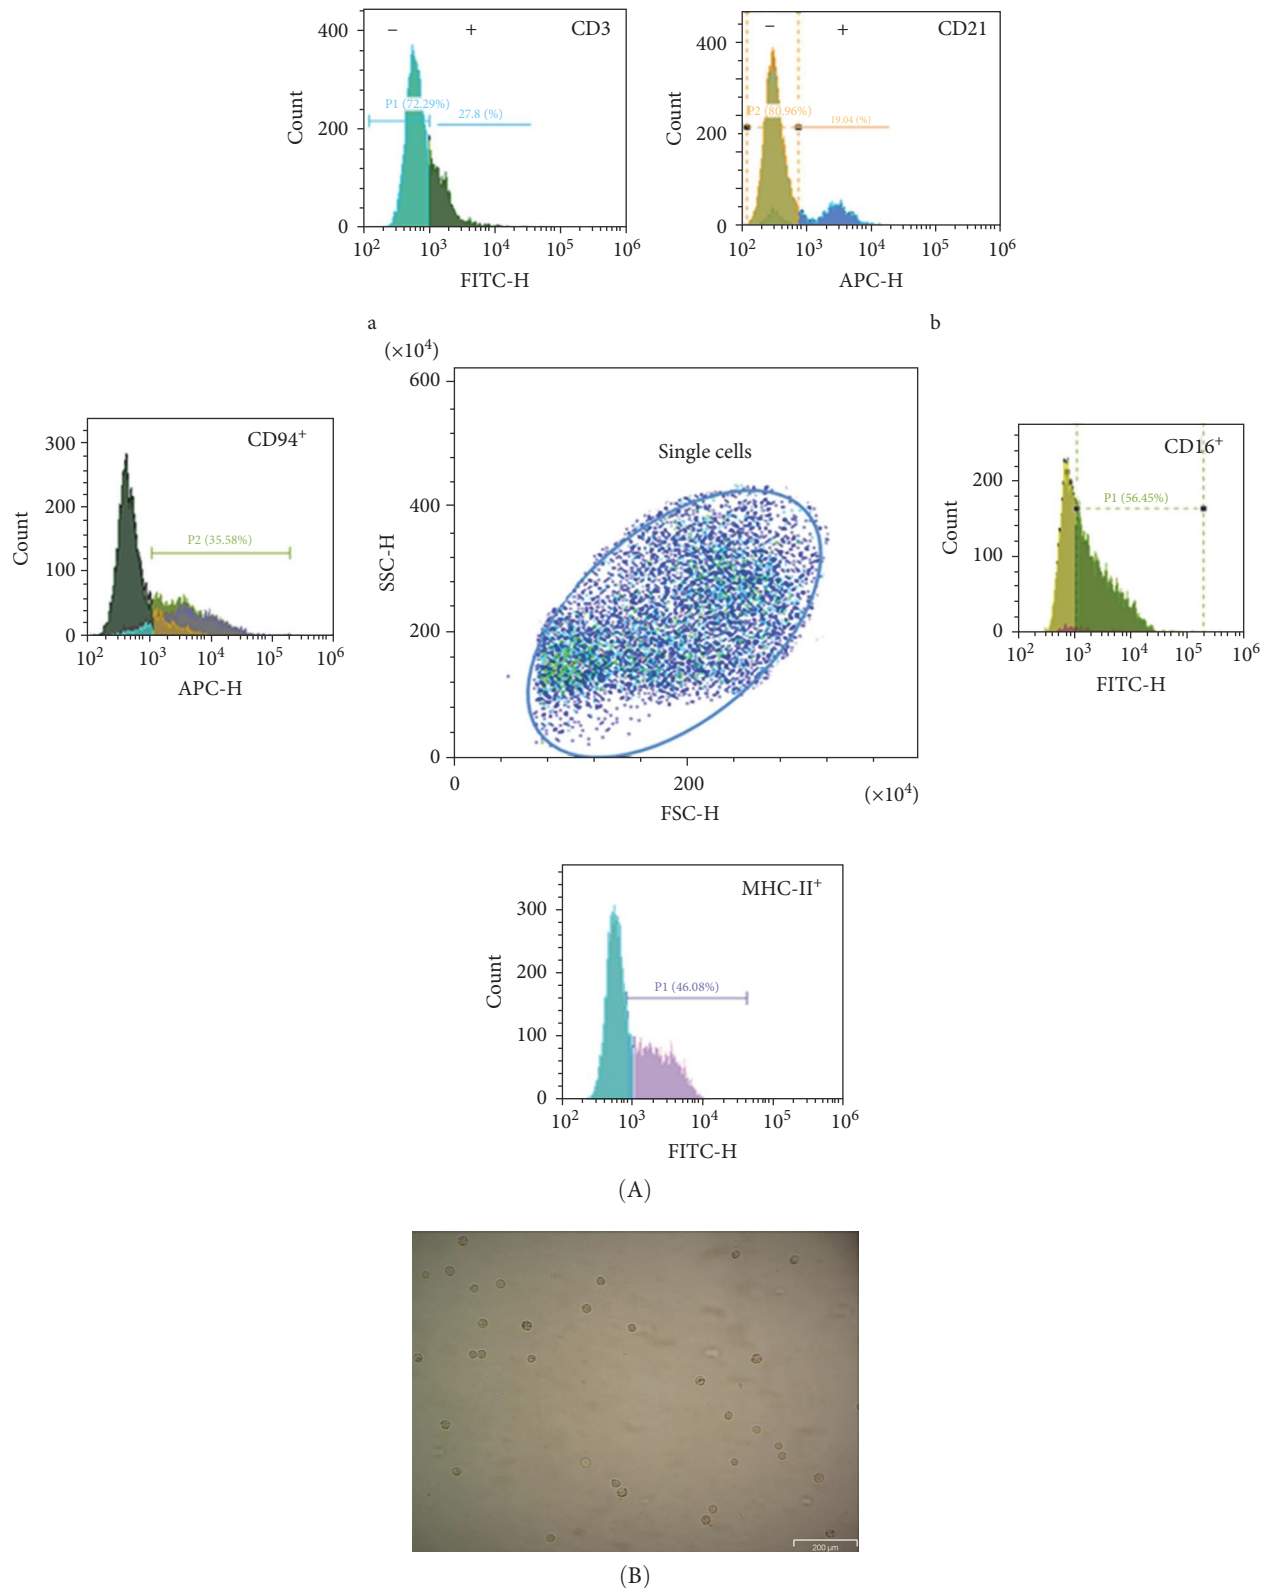 − + CD3
400
200
0
P1 (72.29%)
27.8 (%)
Count
10² 10³ 10⁴ 10⁵ 10⁶
FITC-H
a
− + CD21
400
200
0
P2 (80.96%)
19.04 (%)
Count
10² 10³ 10⁴ 10⁵ 10⁶
APC-H
b
CD94⁺
300
200
100
0
P2 (35.58%)
Count
10² 10³ 10⁴ 10⁵ 10⁶
APC-H
(×10⁴)
600
400
200
0
Single cells
SSC-H
0 200
(×10⁴)
FSC-H
CD16⁺
200
100
0
P1 (56.45%)
Count
10² 10³ 10⁴ 10⁵ 10⁶
FITC-H
MHC-II⁺
300
200
100
0
P1 (46.08%)
Count
10² 10³ 10⁴ 10⁵ 10⁶
FITC-H
(A)
200 μm
(B)